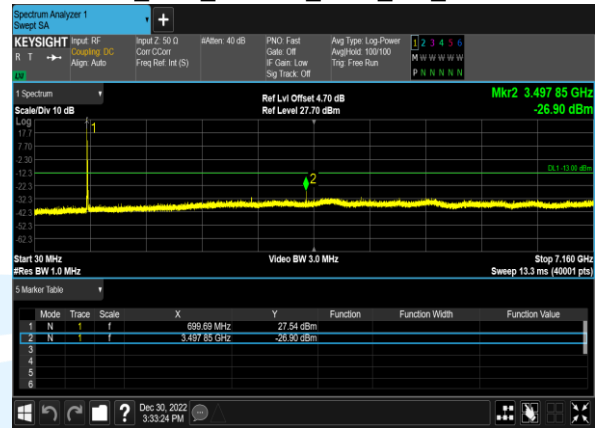 Spectrum Analyzer 1
Swept SA
+
KEYSIGHT Input: RF Input Z: 50 Ω #Atten: 40 dB PNO: Fast Avg Type: Log-Power 1 2 3 4 5 6
R T Coupling: DC Corr CCorr Gate: Off Avg|Hold: 100/100 M W W W W W
Align: Auto Freq Ref: Int (S) IF Gain: Low Trig: Free Run P N N N N N
LV Sig Track: Off
1 Spectrum Ref Lvl Offset 4.70 dB Mkr2 3.497 85 GHz
Scale/Div 10 dB Ref Level 27.70 dBm -26.90 dBm
Log
17.7
7.70
-2.30
-12.3
-22.3
-32.3
-42.3
-52.3
-62.3
1
2
DL1 -13.00 dBm
Start 30 MHz Video BW 3.0 MHz Stop 7.160 GHz
#Res BW 1.0 MHz Sweep 13.3 ms (40001 pts)
5 Marker Table
Mode Trace Scale X Y Function Function Width Function Value
1 N 1 f 699.69 MHz 27.54 dBm
2 N 1 f 3.497 85 GHz -26.90 dBm
3
4
5
6
? Dec 30, 2022
3:33:24 PM